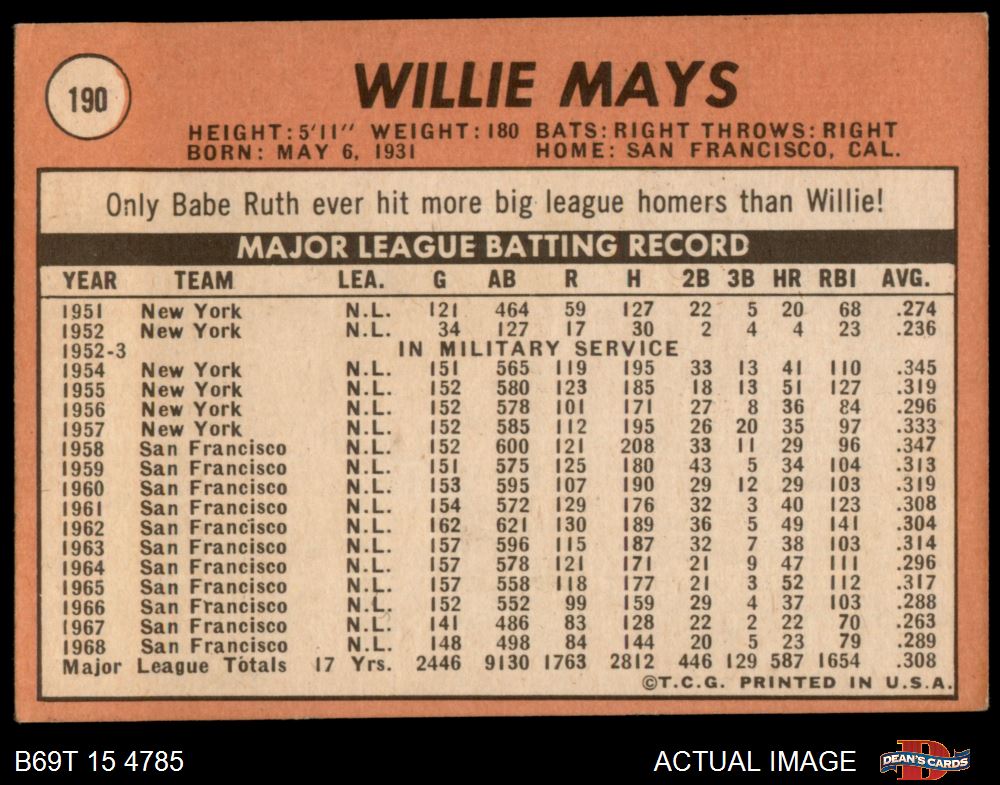 190
WILLIE MAYS
HEIGHT: 5'11" WEIGHT: 180 BATS: RIGHT THROWS: RIGHT
BORN: MAY 6, 1931 HOME: SAN FRANCISCO, CAL.
Only Babe Ruth ever hit more big league homers than Willie!
MAJOR LEAGUE BATTING RECORD
YEAR TEAM LEA. G AB R H 2B 3B HR RBI AVG.
1951 New York N.L. 121 464 59 127 22 5 20 68 .274
1952 New York N.L. 34 127 17 30 2 4 4 23 .236
1952-3 IN MILITARY SERVICE
1954 New York N.L. 151 565 119 195 33 13 41 110 .345
1955 New York N.L. 152 580 123 185 18 13 51 127 .319
1956 New York N.L. 152 578 101 171 27 8 36 84 .296
1957 New York N.L. 152 585 112 195 26 20 35 97 .333
1958 San Francisco N.L. 152 600 121 208 33 11 29 96 .347
1959 San Francisco N.L. 151 575 125 180 43 5 34 104 .313
1960 San Francisco N.L. 153 595 107 190 29 12 29 103 .319
1961 San Francisco N.L. 154 572 129 176 32 3 40 123 .308
1962 San Francisco N.L. 162 621 130 189 36 5 49 141 .304
1963 San Francisco N.L. 157 596 115 187 32 7 38 103 .314
1964 San Francisco N.L. 157 578 121 171 21 9 47 111 .296
1965 San Francisco N.L. 157 558 118 177 21 3 52 112 .317
1966 San Francisco N.L. 152 552 99 159 29 4 37 103 .288
1967 San Francisco N.L. 141 486 83 128 22 2 22 70 .263
1968 San Francisco N.L. 148 498 84 144 20 5 23 79 .289
Major League Totals 17 Yrs. 2446 9130 1763 2812 446 129 587 1654 .308
©T.C.G. PRINTED IN U.S.A.
B69T 15 4785 ACTUAL IMAGE DEAN'S CARDS